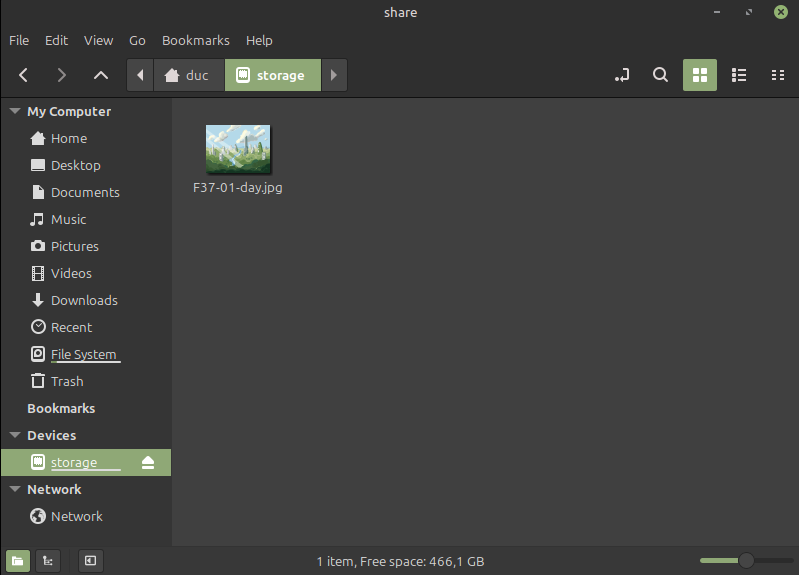 share
File Edit View Go Bookmarks Help
duc storage
My Computer
Home
Desktop
Documents
Music
Pictures
Videos
Downloads
Recent
File System
Trash
Bookmarks
Devices
storage
Network
Network
F37-01-day.jpg
1 item, Free space: 466,1 GB